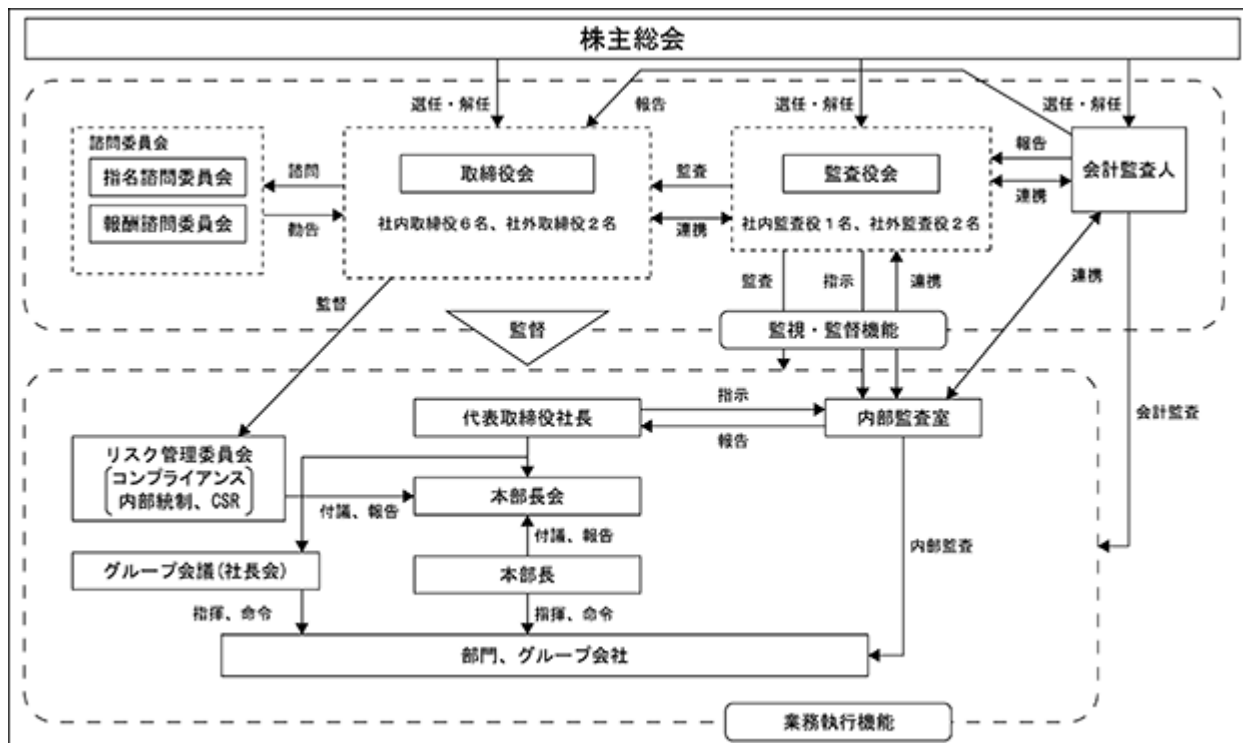 株主総会
選任・解任
報告
選任・解任
選任・解任
諮問委員会
指名諮問委員会
報酬諮問委員会
諮問
勧告
取締役会
社内取締役6名、社外取締役2名
監査
連携
監査役会
社内監査役1名、社外監査役2名
報告
連携
会計監査人
監督
監督
監査
指示
連携
連携
監視・監督機能
代表取締役社長
指示
報告
内部監査室
会計監査
リスク管理委員会
コンプライアンス
内部統制、CSR
付議、報告
本部長会
付議、報告
内部監査
グループ会議(社長会)
本部長
指揮、命令
指揮、命令
部門、グループ会社
業務執行機能